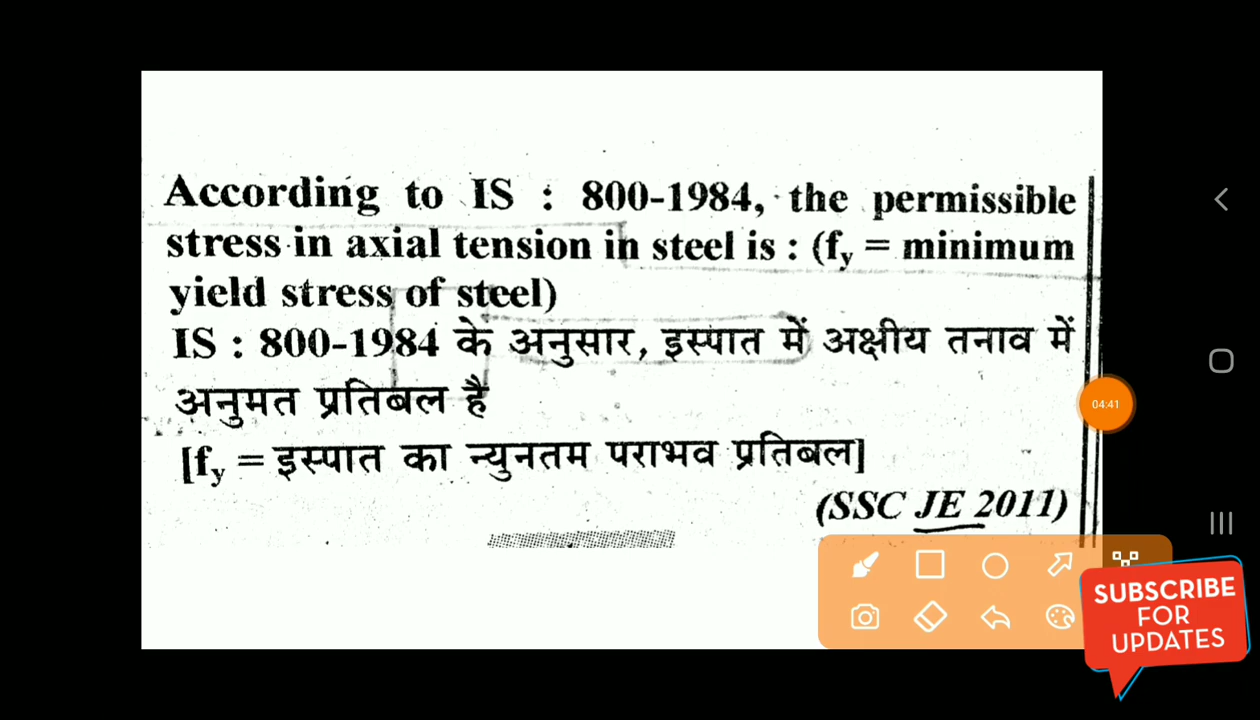 According to IS : 800-1984, the permissible
stress in axial tension in steel is : (fy = minimum
yield stress of steel)
IS : 800-1984 के अनुसार, इस्पात में अक्षीय तनाव में
अनुमत प्रतिबल है
[fy = इस्पात का न्युनतम पराभव प्रतिबल]
(SSC JE 2011)
04:41
SUBSCRIBE
FOR
UPDATES